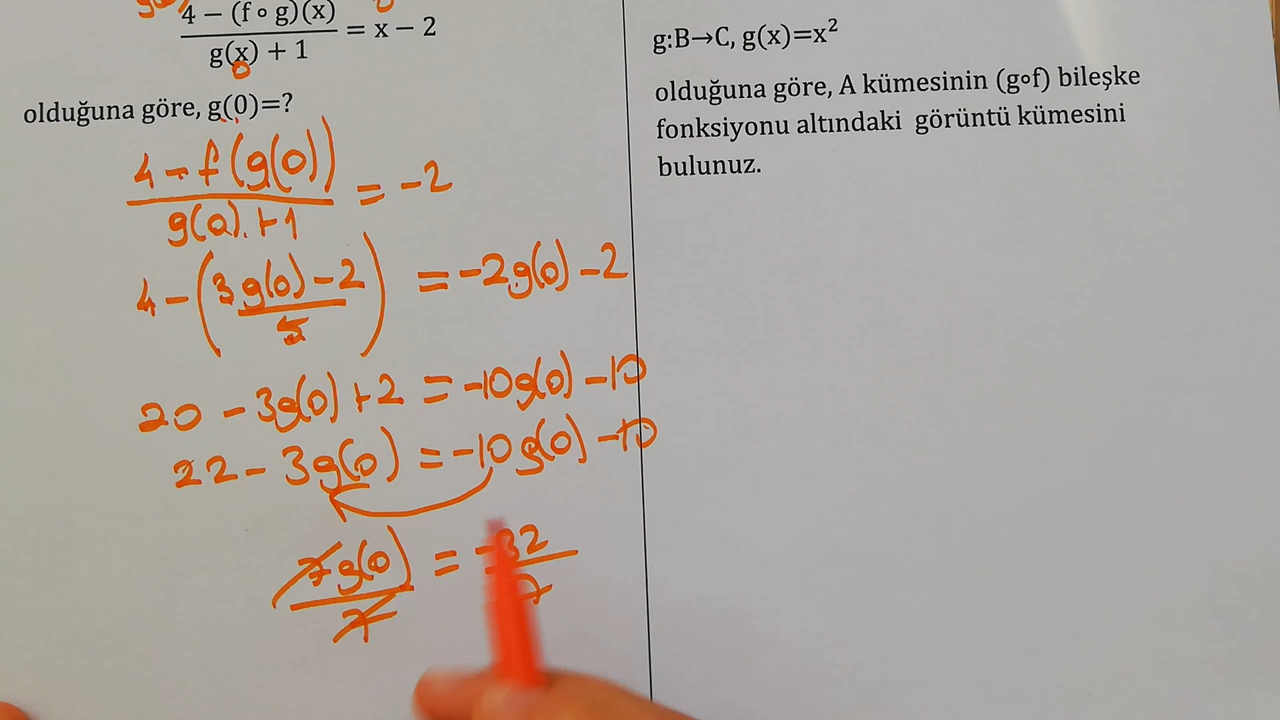 4 − (f∘g)(x)
g(x) + 1
= x − 2
0
olduğuna göre, g(0)=?
4 - f(g(0))
g(0) + 1
= -2
4 - (3g(0) - 2 / 5) = -2g(0) - 2
20 - 3g(0) + 2 = -10g(0) - 10
22 - 3g(0) = -10g(0) - 10
7g(0)
7
= -32
7
g:B→C, g(x)=x²
olduğuna göre, A kümesinin (g∘f) bileşke
fonksiyonu altındaki görüntü kümesini
bulunuz.